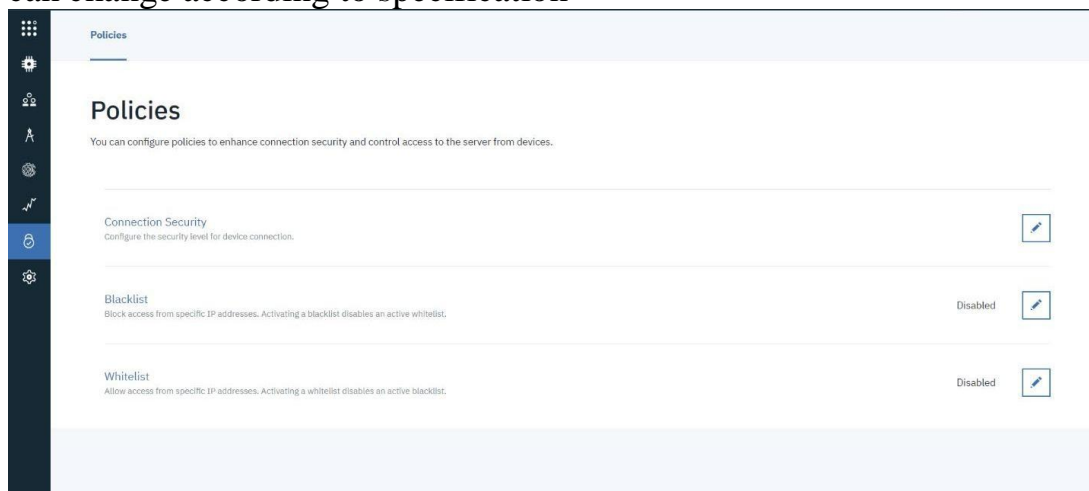 can change according to specification
Policies
Policies
You can configure policies to enhance connection security and control access to the server from devices.
Connection Security
Configure the security level for device connection.
Blacklist
Block access from specific IP addresses. Activating a blacklist disables an active whitelist.
Disabled
Whitelist
Allow access from specific IP addresses. Activating a whitelist disables an active blacklist.
Disabled